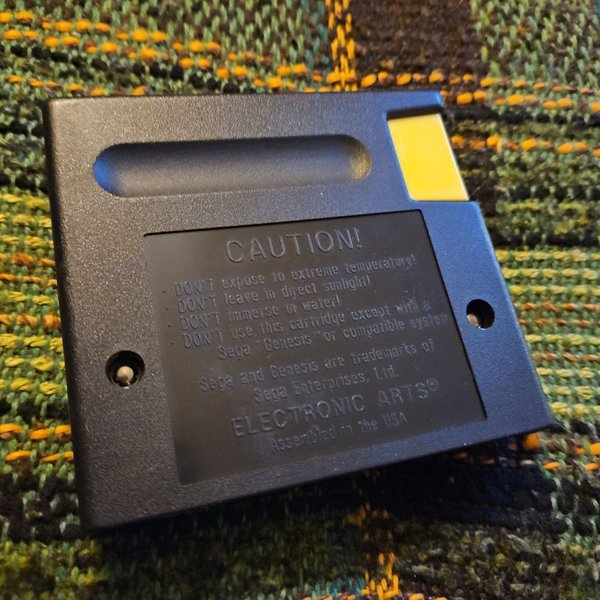 CAUTION!
· DON'T expose to extreme temperature!
· DON'T leave in direct sunlight!
· DON'T immerse in water!
· DON'T use this cartridge except with a
Sega™ Genesis™ or compatible system
Sega and Genesis are trademarks of
Sega Enterprises, Ltd.
ELECTRONIC ARTS®
Assembled in the USA